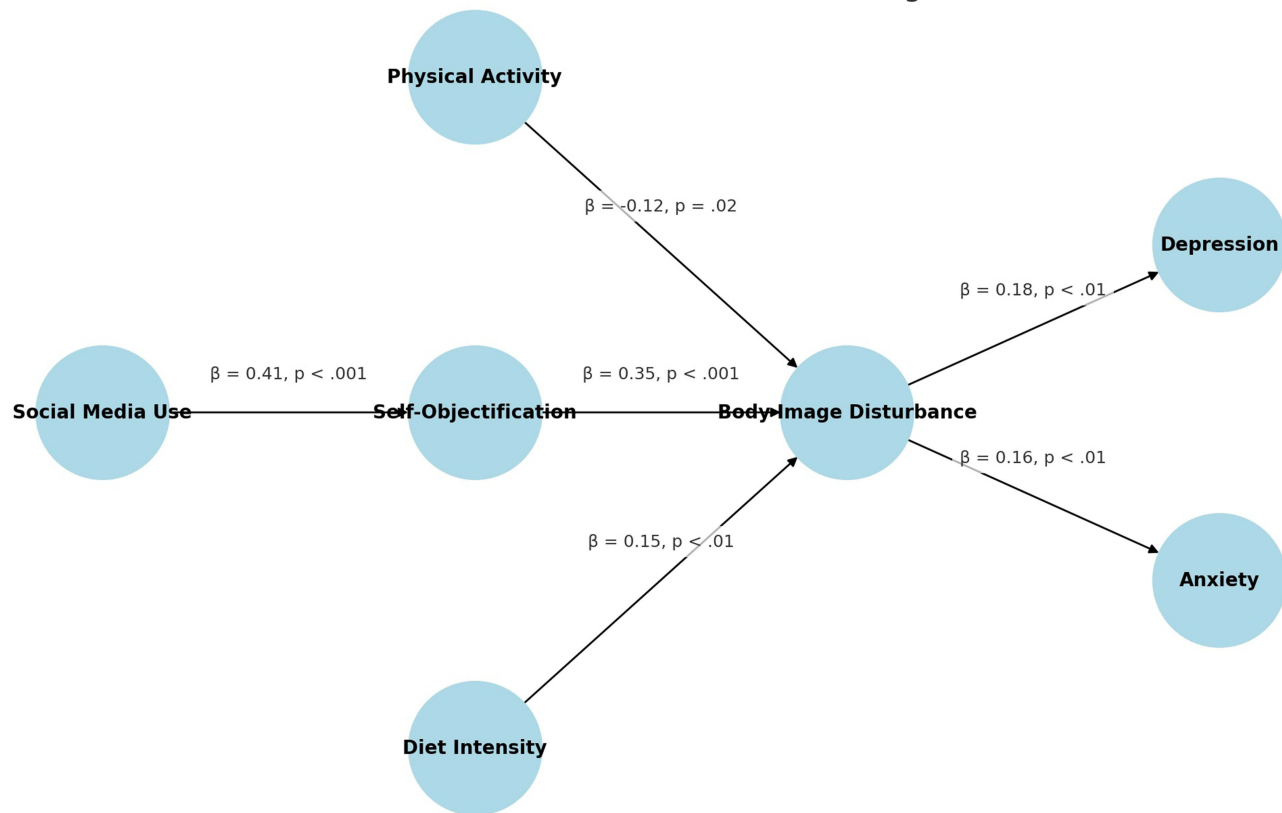 Physical Activity
β = -0.12, p = .02
Depression
β = 0.18, p < .01
β = 0.41, p < .001
β = 0.35, p < .001
Social Media Use
Self-Objectification
Body Image Disturbance
β = 0.16, p < .01
β = 0.15, p < .01
Anxiety
Diet Intensity